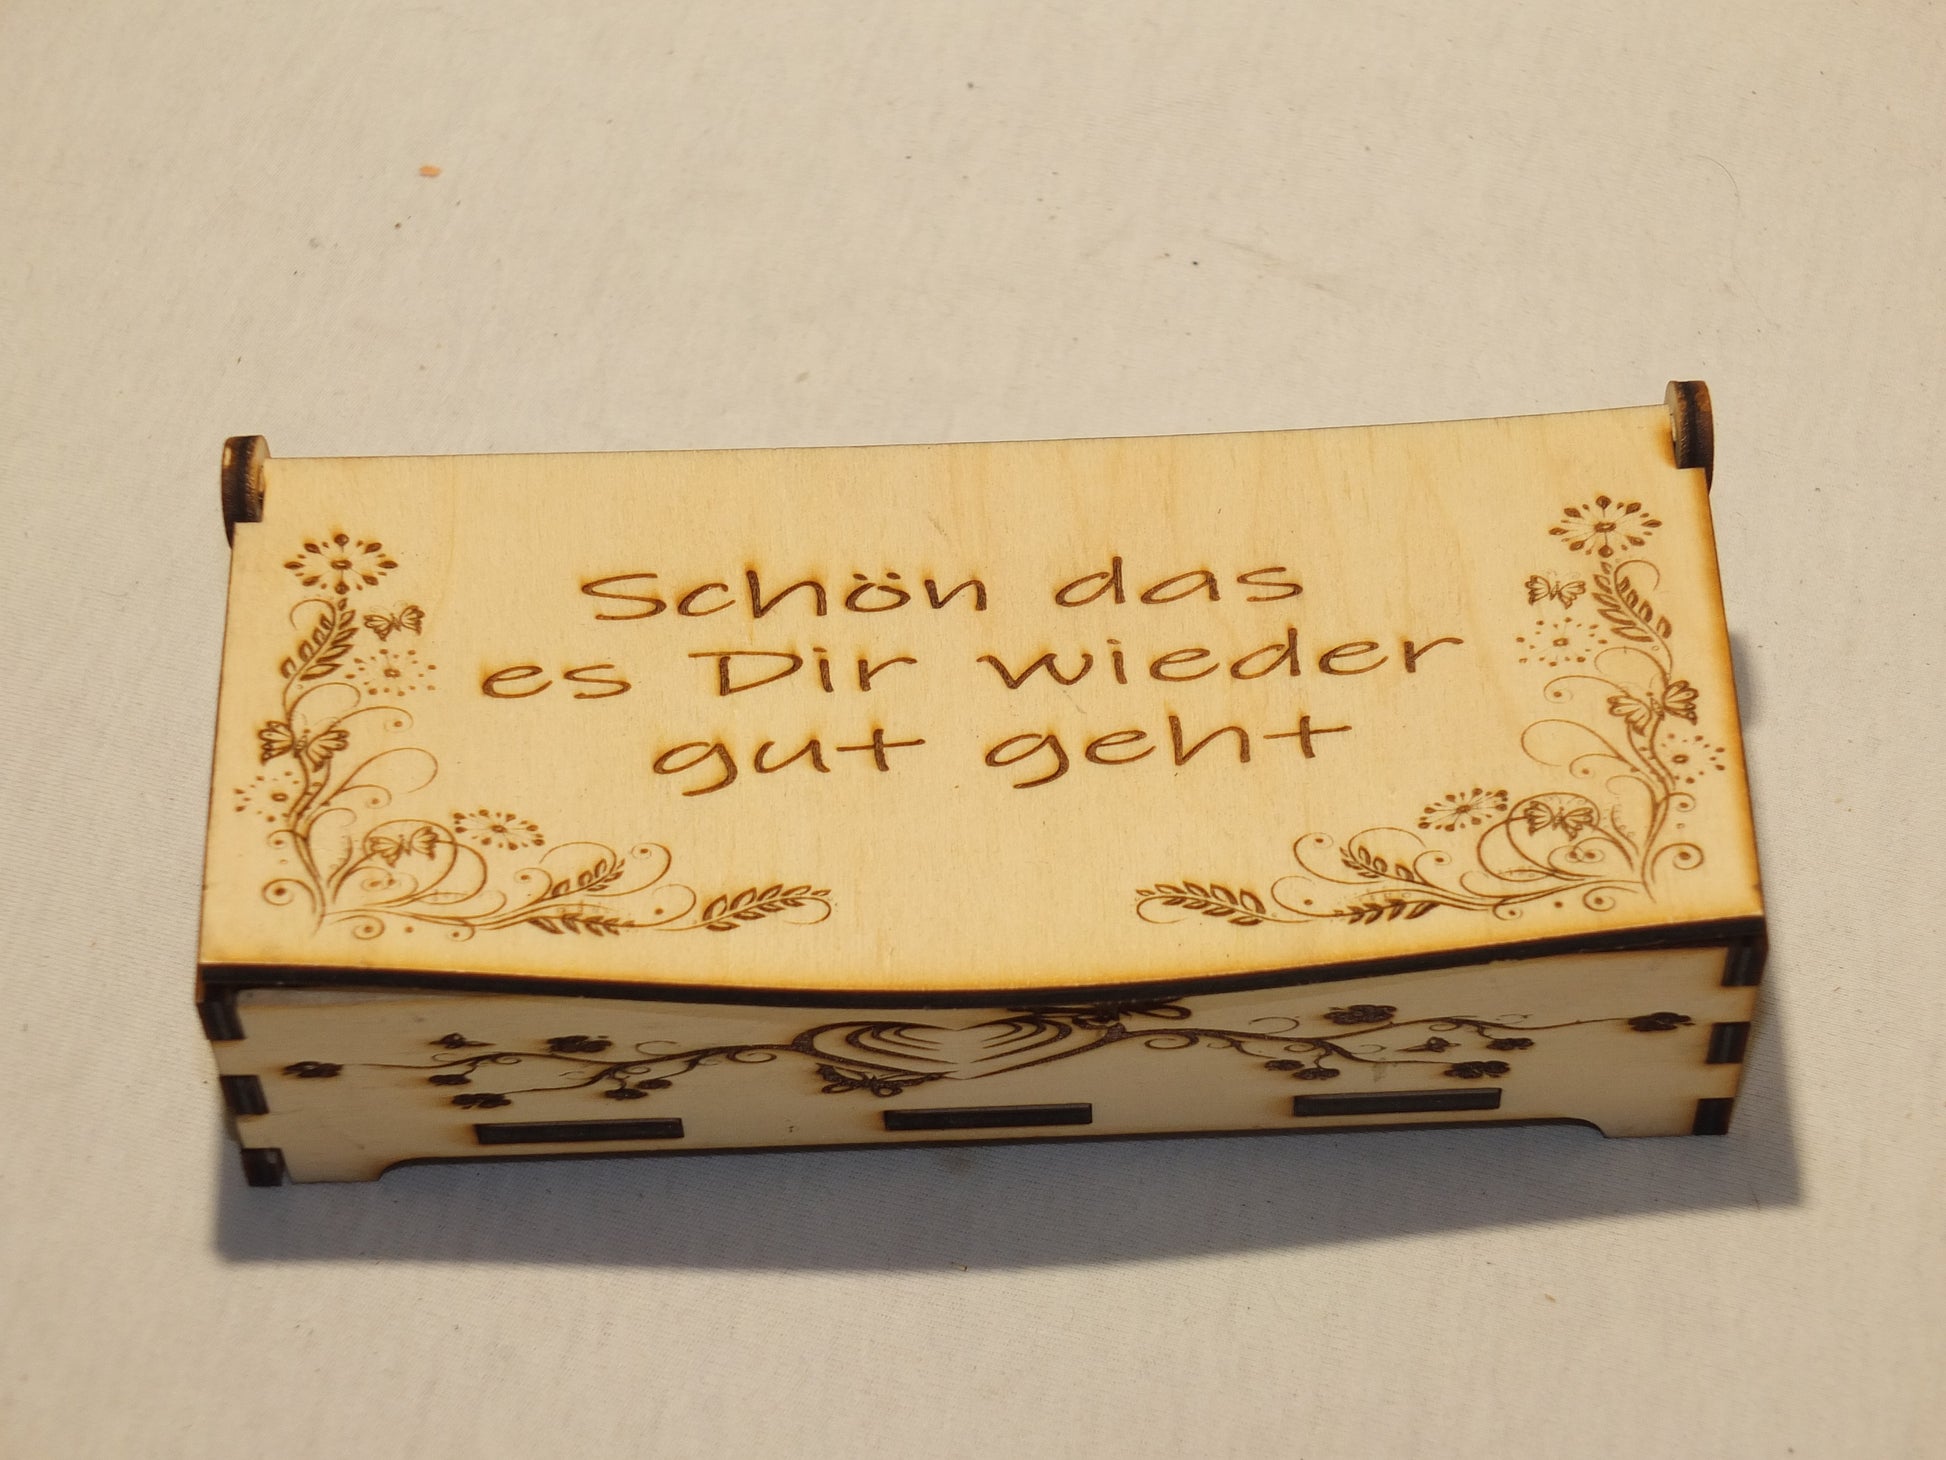 Schön das
es Dir wieder
gut geht